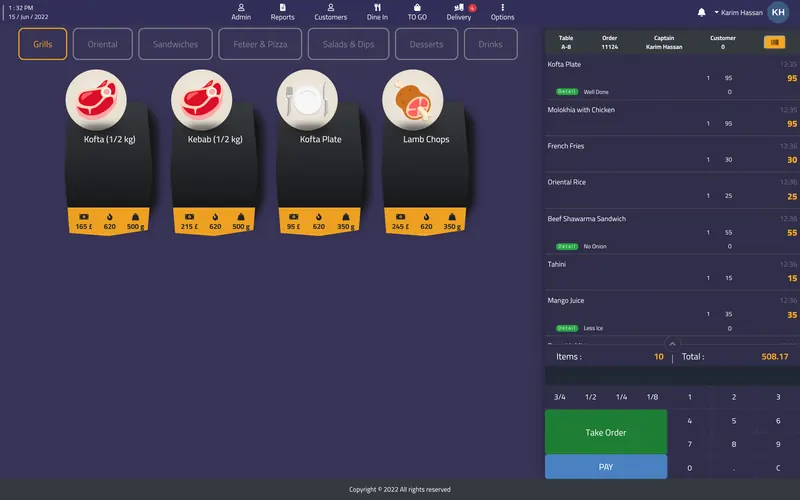 1 : 32 PM
15 / Jun / 2022
Admin
Reports
Customers
Dine In
TO GO
4
Delivery
Options
Karim Hassan
KH
Grills
Oriental
Sandwiches
Feteer & Pizza
Salads & Dips
Desserts
Drinks
Kofta (1/2 kg)
165 £ 620 500 g
Kebab (1/2 kg)
215 £ 620 500 g
Kofta Plate
95 £ 620 350 g
Lamb Chops
245 £ 620 350 g
Table Order Captain Customer
A-8 11124 Karim Hassan 0
Kofta Plate 12:35
1 95 95
Detail Well Done 0
Molokhia with Chicken 12:36
1 95 95
French Fries 12:36
1 30 30
Oriental Rice 12:36
1 25 25
Beef Shawarma Sandwich 12:36
1 55 55
Detail No Onion 0
Tahini 12:36
1 15 15
Mango Juice 12:36
1 35 35
Detail Less Ice 0
Items : 10 Total : 508.17
3/4 1/2 1/4 1/8 1 2 3
4 5 6
Take Order
7 8 9
PAY
0 . C
Copyright © 2022 All rights reserved